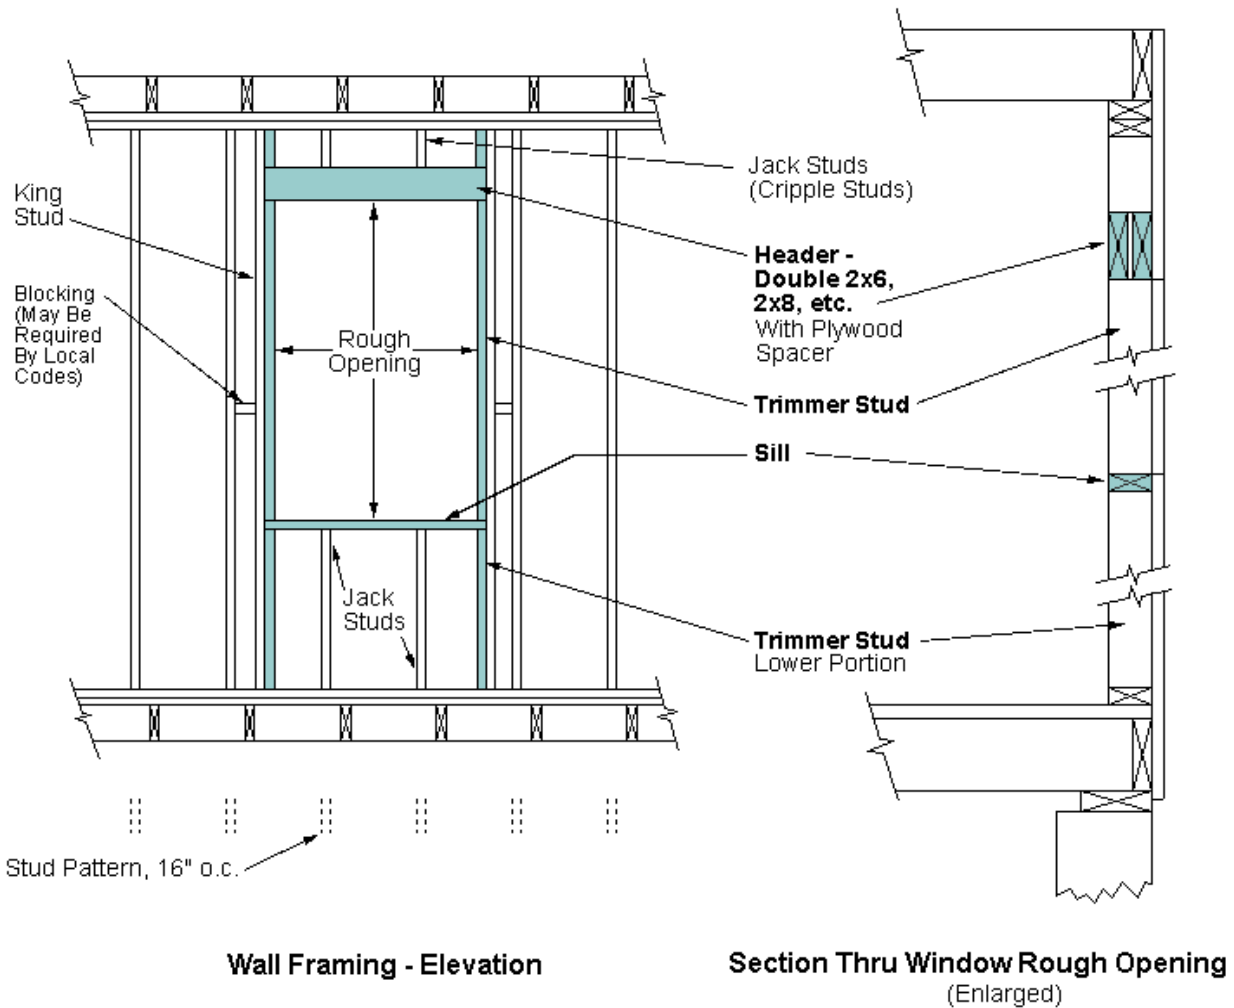 King
Stud
Blocking
(May Be
Required
By Local
Codes)
Rough
Opening
Jack
Studs
Jack Studs
(Cripple Studs)
Header -
Double 2x6,
2x8, etc.
With Plywood
Spacer
Trimmer Stud
Sill
Trimmer Stud
Lower Portion
Stud Pattern, 16" o.c.
Wall Framing - Elevation
Section Thru Window Rough Opening
(Enlarged)